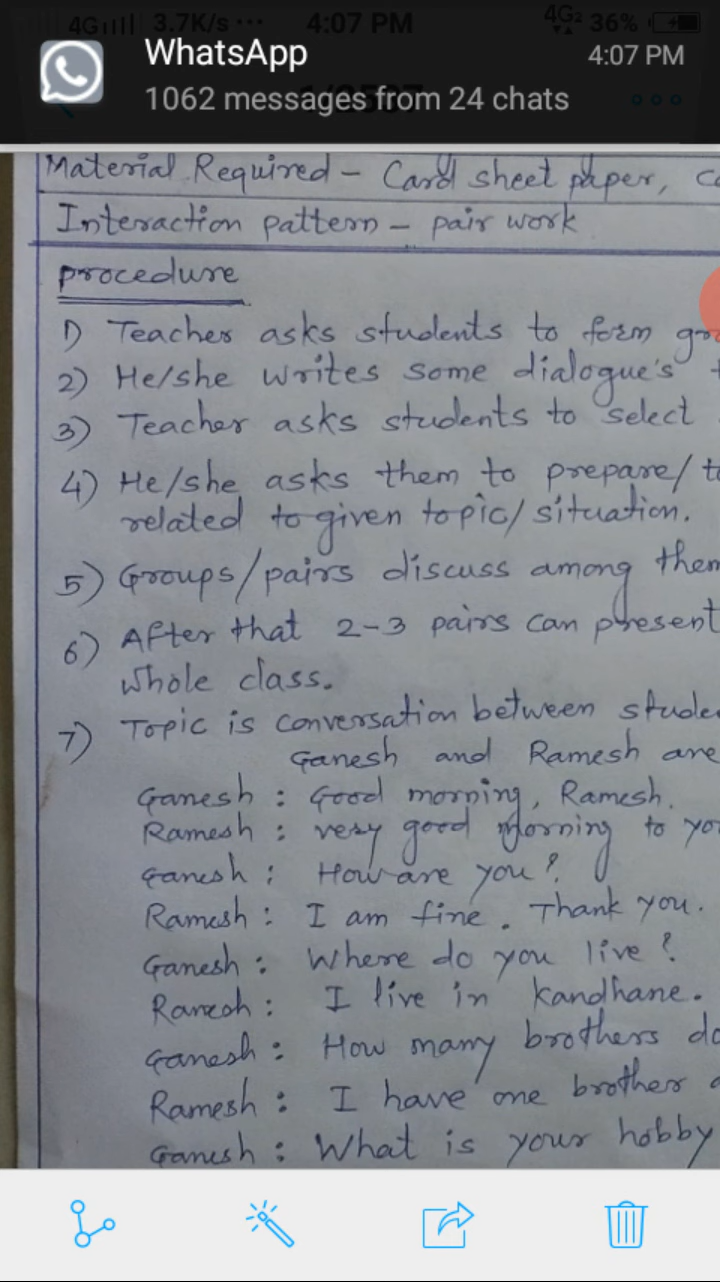 4G 3.7K/s ... 4:07 PM 4G2 36%
WhatsApp 4:07 PM
1062 messages from 24 chats
Material Required - Card sheet paper,
Interaction pattern - pair work
procedure
1) Teacher asks students to form
2) He/she writes some dialogue's
3) Teacher asks students to select
4) He/she asks them to prepare/
related to given topic/situation.
5) Groups/pairs discuss among them
6) After that 2-3 pairs can present
whole class.
7) Topic is conversation between
Ganesh and Ramesh are
Ganesh : Good morning, Ramesh.
Ramesh : very good morning to
Ganesh : How are you?
Ramesh : I am fine. Thank you.
Ganesh : Where do you live?
Ramesh : I live in Kandhane.
Ganesh : How many brothers do
Ramesh : I have one brother
Ganesh : What is your hobby